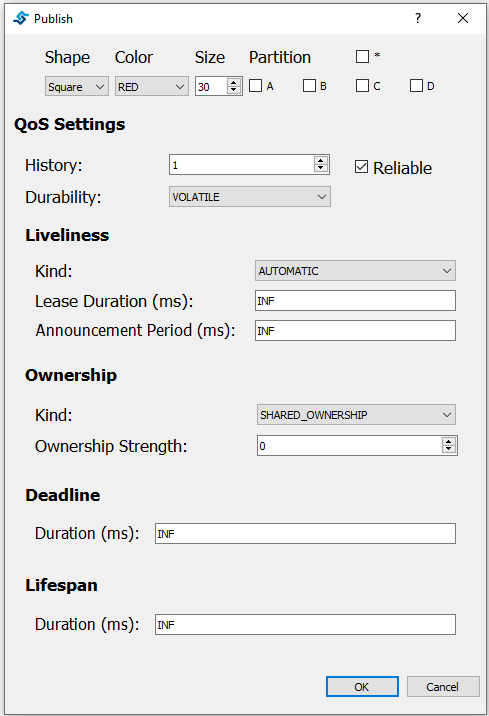 Publish
Shape Color Size Partition *
Square RED 30 A B C D
QoS Settings
History: 1 Reliable
Durability: VOLATILE
Liveliness
Kind: AUTOMATIC
Lease Duration (ms): INF
Announcement Period (ms): INF
Ownership
Kind: SHARED_OWNERSHIP
Ownership Strength: 0
Deadline
Duration (ms): INF
Lifespan
Duration (ms): INF
OK Cancel